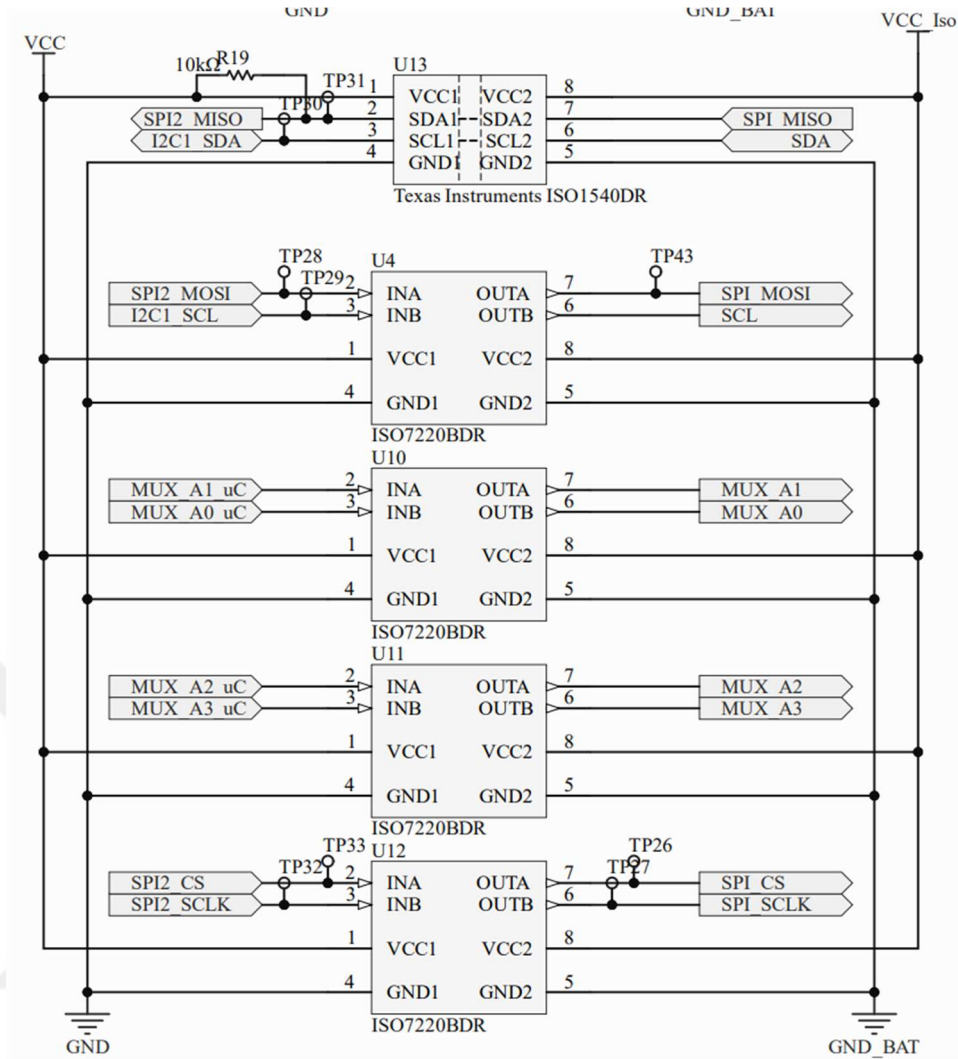 GND GND_BAT
VCC_Iso
VCC
10kΩ R19 U13
TP31 1 VCC1 VCC2 8
SPI2_MISO TP30 2 SDA1 SDA2 7 SPI_MISO
I2C1_SDA 3 SCL1 SCL2 6 SDA
4 GND1 GND2 5
Texas Instruments ISO1540DR
TP28 U4 TP43
SPI2_MOSI TP29 2 INA OUTA 7 SPI_MOSI
I2C1_SCL 3 INB OUTB 6 SCL
1 VCC1 VCC2 8
4 GND1 GND2 5
ISO7220BDR
U10
MUX_A1_uC 2 INA OUTA 7 MUX_A1
MUX_A0_uC 3 INB OUTB 6 MUX_A0
1 VCC1 VCC2 8
4 GND1 GND2 5
ISO7220BDR
U11
MUX_A2_uC 2 INA OUTA 7 MUX_A2
MUX_A3_uC 3 INB OUTB 6 MUX_A3
1 VCC1 VCC2 8
4 GND1 GND2 5
ISO7220BDR
TP33 U12 TP26
SPI2_CS TP32 2 INA OUTA 7 TP27 SPI_CS
SPI2_SCLK 3 INB OUTB 6 SPI_SCLK
1 VCC1 VCC2 8
4 GND1 GND2 5
ISO7220BDR
GND GND_BAT